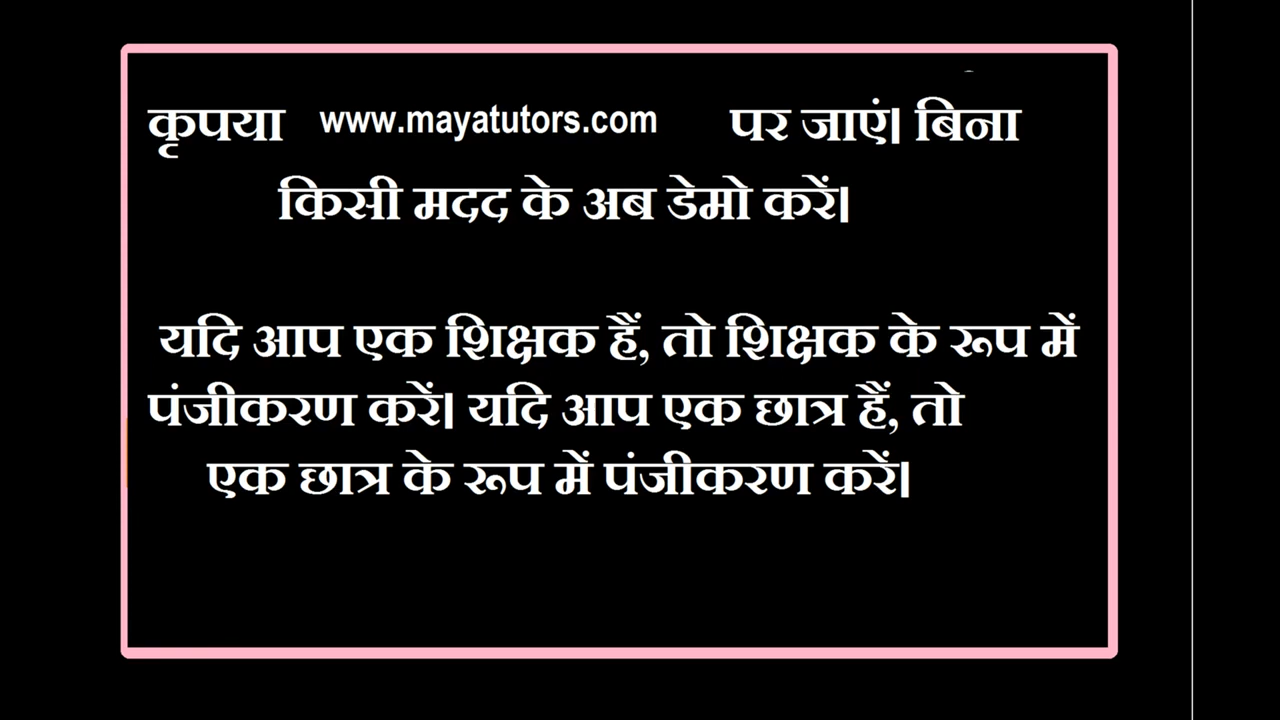 कृपया www.mayatutors.com पर जाएं। बिना
किसी मदद के अब डेमो करें।
यदि आप एक शिक्षक हैं, तो शिक्षक के रूप में
पंजीकरण करें। यदि आप एक छात्र हैं, तो
एक छात्र के रूप में पंजीकरण करें।